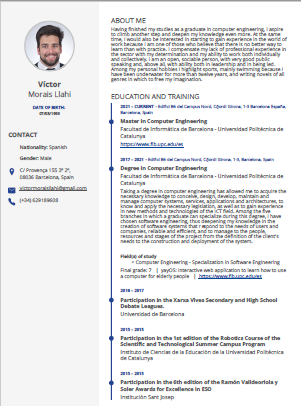 Víctor
Morais Llahi
DATE OF BIRTH:
07/03/1998
CONTACT
Nationality: Spanish
Gender: Male
C/ Provença 155 3º 2ª,
08036 Barcelona, Spain
victormoraisllahi@gmail.com
(+34) 629189603
ABOUT ME
Having finished my studies as a graduate in computer engineering, I aspire
to climb another step and deepen my knowledge even more. At the same
time, I would also be interested in starting to gain experience in the world of
work because I am one of those who believe that there is no better way to
learn than with practice. I compensate my lack of professional experience in
the sector with my determination and my ability to work both individually
and collectively. I am an open, sociable person, with very good public
speaking and, above all, with ability both in leadership and in being led.
Among my personal hobbies I highlight sports, mainly swimming because I
have been underwater for more than twelve years, and writing novels of all
genres in which to free my imagination.
EDUCATION AND TRAINING
2021 – CURRENT – Edifici B6 del Campus Nord, C/Jordi Girona, 1-3 Barcelona España,
Barcelona, Spain
Master in Computer Engineering
Facultad de Informática de Barcelona - Universidad Politécnica de
Catalunya
https://www.fib.upc.edu/es
2017 – 2021 – Edifici B6 del Campus Nord, C/Jordi Girona, 1-3, Barcelona, Spain
Degree in Computer Engineering
Facultad de Informática de Barcelona - Universidad Politécnica de
Catalunya
Taking a degree in computer engineering has allowed me to acquire the
necessary knowledge to conceive, design, develop, maintain and
manage computer systems, services, applications and architectures, to
know and apply the necessary legislation, as well as to gain experience
in new methods and technologies of the ICT field. Among the five
branches in which a graduate can specialize during this degree, I have
chosen software engineering, thus deepening my knowledge in the
creation of software systems that respond to the needs of users and
companies, reliable and efficient, and to manage to the people,
resources and stages of the project from the definition of the client's
needs to the construction and deployment of the system.
Field(s) of study
• Computer Engineering - Specialization in Software Engineering
Final grade: 7 | yayOS: interactive web application to learn how to use
a computer for elderly people | https://www.fib.upc.edu/es
2016 – 2017
Participation in the Xarxa Vives Secondary and High School
Debate Leagues.
Universidad de Barcelona
2015 – 2015
Participation in the 1st edition of the Robotics Course of the
Scientific and Technological Summer Campus Program
Instituto de Ciencias de la Educación de la Universidad Politécnica
de Catalunya
2015 – 2015
Participation in the 6th edition of the Ramón Valldeoriola y
Soler Awards for Excellence in ESO
Institución Sant Josep